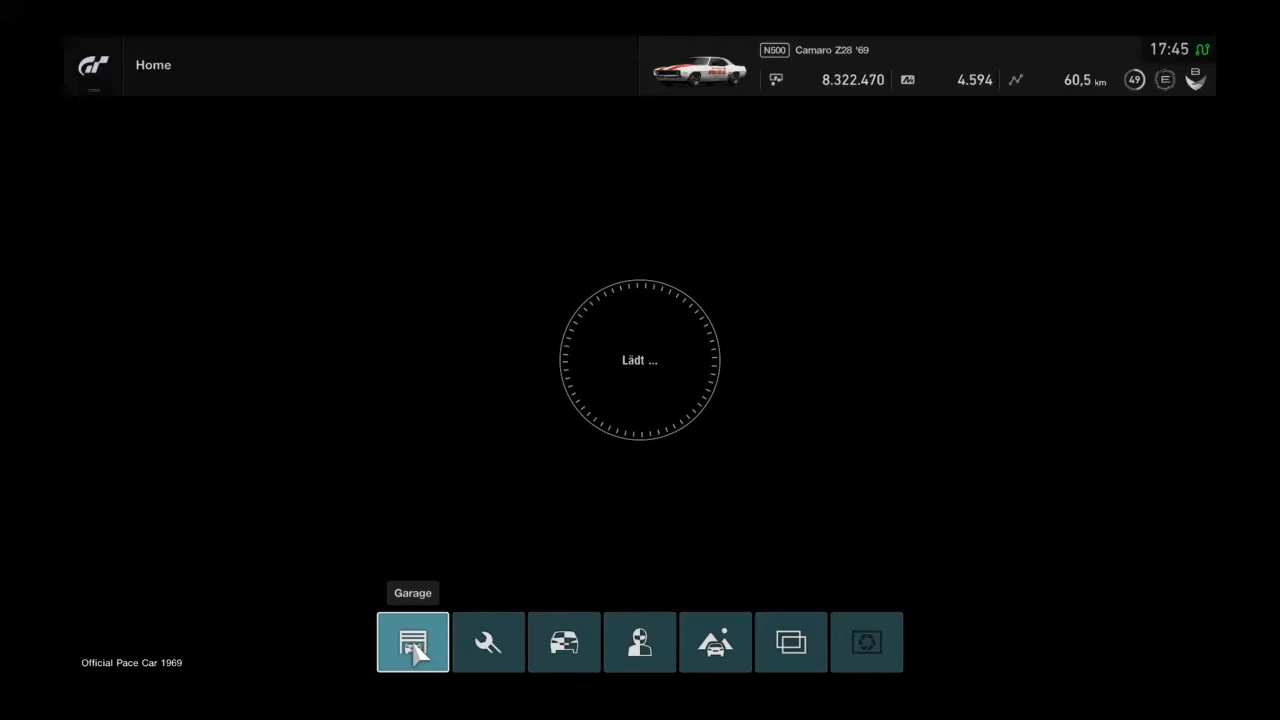 GT
Home
N500 Camaro Z28 '69
17:45
8.322.470
4.594
60,5 km
49
E
B
Lädt ...
Garage
Official Pace Car 1969